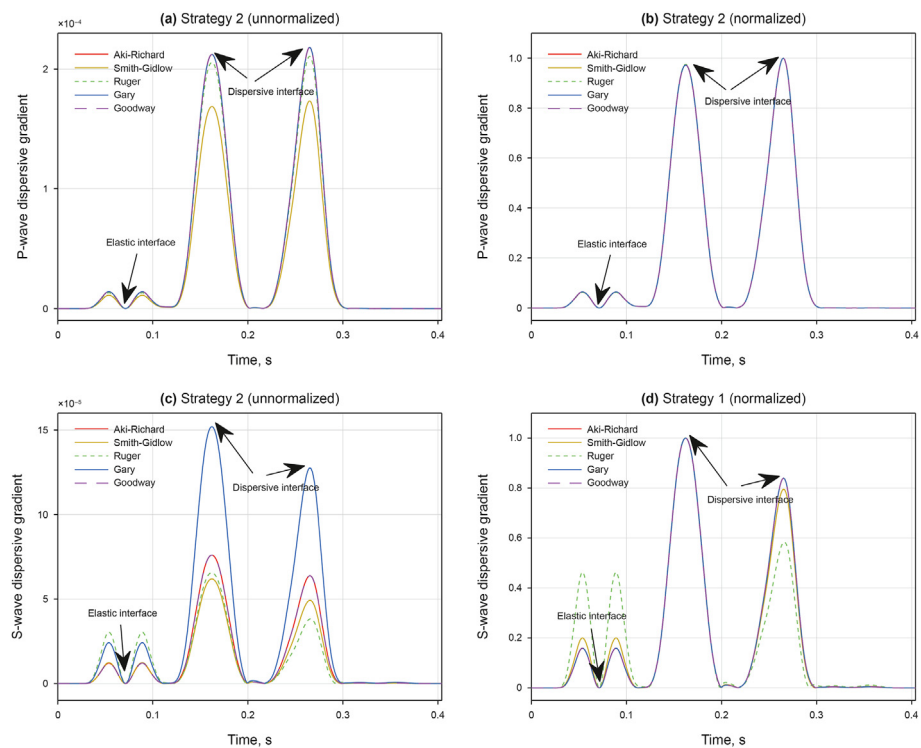 (a) Strategy 2 (unnormalized)
×10⁻⁴
Aki-Richard
Smith-Gidlow
Ruger
Gary
Goodway
Dispersive interface
Elastic interface
P-wave dispersive gradient
2
1
0
0
0.1
0.2
0.3
0.4
Time, s
(b) Strategy 2 (normalized)
Aki-Richard
Smith-Gidlow
Ruger
Gary
Goodway
Dispersive interface
Elastic interface
P-wave dispersive gradient
1.0
0.8
0.6
0.4
0.2
0
0
0.1
0.2
0.3
0.4
Time, s
(c) Strategy 2 (unnormalized)
×10⁻⁵
Aki-Richard
Smith-Gidlow
Ruger
Gary
Goodway
Dispersive interface
Elastic interface
S-wave dispersive gradient
15
10
5
0
0
0.1
0.2
0.3
0.4
Time, s
(d) Strategy 1 (normalized)
Aki-Richard
Smith-Gidlow
Ruger
Gary
Goodway
Dispersive interface
Elastic interface
S-wave dispersive gradient
1.0
0.8
0.6
0.4
0.2
0
0
0.1
0.2
0.3
0.4
Time, s